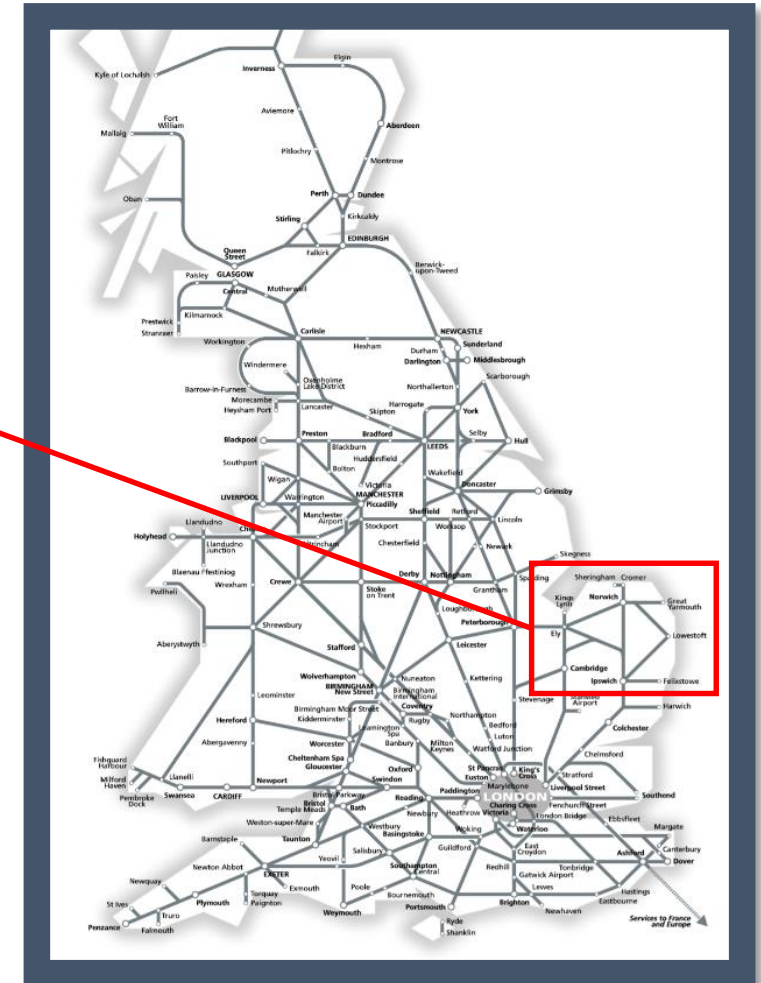 Elgin
Inverness
Kyle of Lochalsh
Aviemore
Fort
William
Mallaig
Aberdeen
Pitlochry
Montrose
Perth
Dundee
Oban
Stirling
Kirkcaldy
EDINBURGH
Queen
Street
Falkirk
Berwick-
upon-Tweed
Paisley
GLASGOW
Central
Motherwell
Prestwick
Kilmarnock
Stranraer
Carlisle
NEWCASTLE
Workington
Hexham
Durham
Sunderland
Darlington
Middlesbrough
Windermere
Scarborough
Oxenholme
Lake District
Barrow-in-Furness
Northallerton
Morecambe
Heysham Port
Lancaster
Harrogate
York
Skipton
Blackpool
Preston
Bradford
Selby
Blackburn
LEEDS
Hull
Southport
Huddersfield
Bolton
Wakefield
Wigan
Victoria
Doncaster
MANCHESTER
Piccadilly
Grimsby
LIVERPOOL
Warrington
Sheffield
Retford
Manchester
Airport
Stockport
Worksop
Lincoln
Llandudno
Holyhead
Llandudno
Junction
Chesterfield
Newark
Skegness
Blaenau Ffestiniog
Wrexham
Crewe
Stoke
on Trent
Derby
Nottingham
Grantham
Sheringham
Cromer
Pwllheli
Kings
Lynn
Norwich
Great
Yarmouth
Loughborough
Peterborough
Ely
Lowestoft
Shrewsbury
Aberystwyth
Stafford
Leicester
Cambridge
Wolverhampton
Nuneaton
Kettering
Ipswich
Felixstowe
BIRMINGHAM
New Street
Birmingham
International
Leominster
Stevenage
Airport
Harwich
Birmingham Moor Street
Coventry
Kidderminster
Rugby
Northampton
Hereford
Leamington
Spa
Bedford
Colchester
Worcester
Banbury
Milton
Keynes
Luton
Abergavenny
Watford Junction
Chelmsford
Cheltenham Spa
Gloucester
Oxford
St Pancras
King's
Cross
Stratford
Fishguard
Harbour
Llanelli
Euston
Milford
Haven
Newport
Swindon
Paddington
Marylebone
Liverpool Street
Pembroke
Dock
Swansea
CARDIFF
Bristol Parkway
Reading
LONDON
Southend
Bristol
Temple Meads
Bath
Charing Cross
Fenchurch Street
Newbury
Heathrow
Victoria
London Bridge
Ebbsfleet
Weston-super-Mare
Westbury
Basingstoke
Woking
Waterloo
Margate
Barnstaple
Taunton
Salisbury
Guildford
East
Croydon
Ashford
Canterbury
Dover
Yeovil
Southampton
Central
Redhill
Tonbridge
Newton Abbot
EXETER
Gatwick Airport
Newquay
Exmouth
Poole
Lewes
Hastings
Plymouth
Torquay
Paignton
Bournemouth
Eastbourne
St Ives
Weymouth
Portsmouth
Brighton
Newhaven
Truro
Penzance
Falmouth
Ryde
Shanklin
Services to France
and Europe